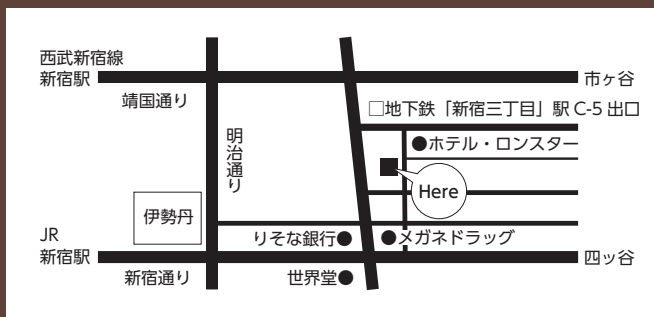 西武新宿線
新宿駅
市ヶ谷
靖国通り
□地下鉄「新宿三丁目」駅 C-5 出口
明治通り
●ホテル・ロンスター
Here
伊勢丹
りそな銀行●
●メガネドラッグ
JR
新宿駅
四ッ谷
新宿通り
世界堂●